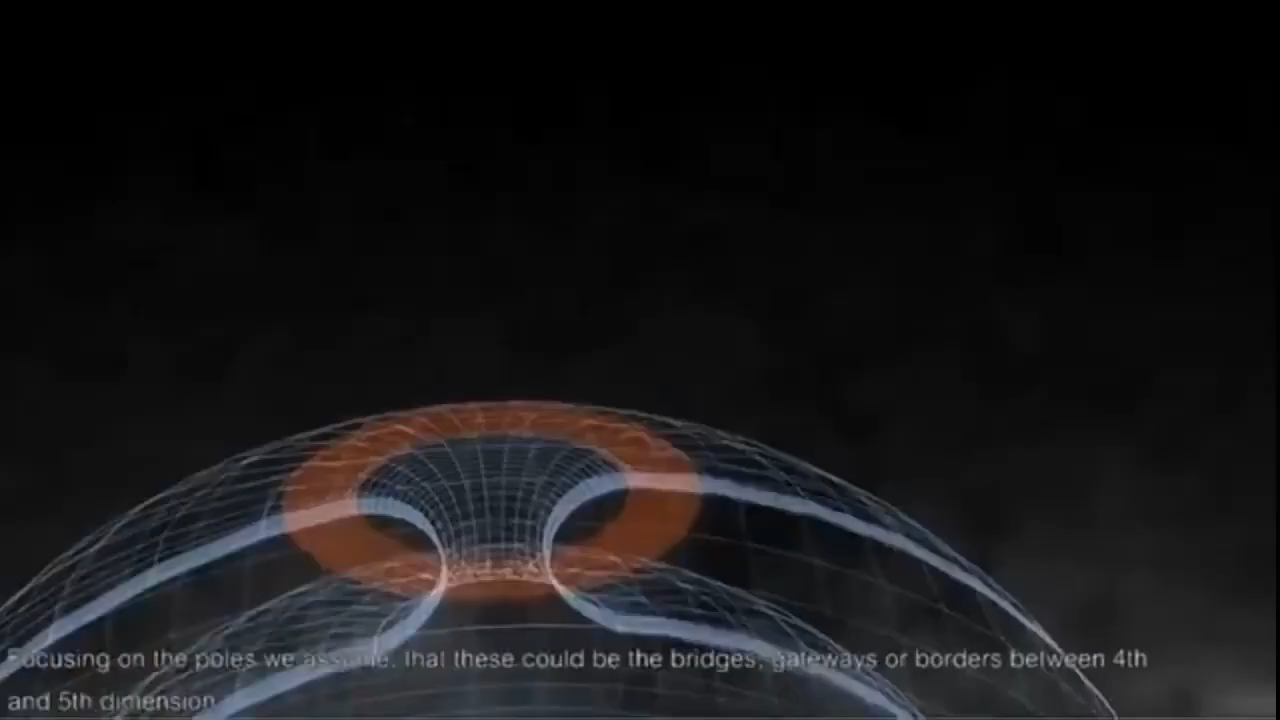 Focusing on the poles we assume, that these could be the bridges, gateways or borders between 4th
and 5th dimension